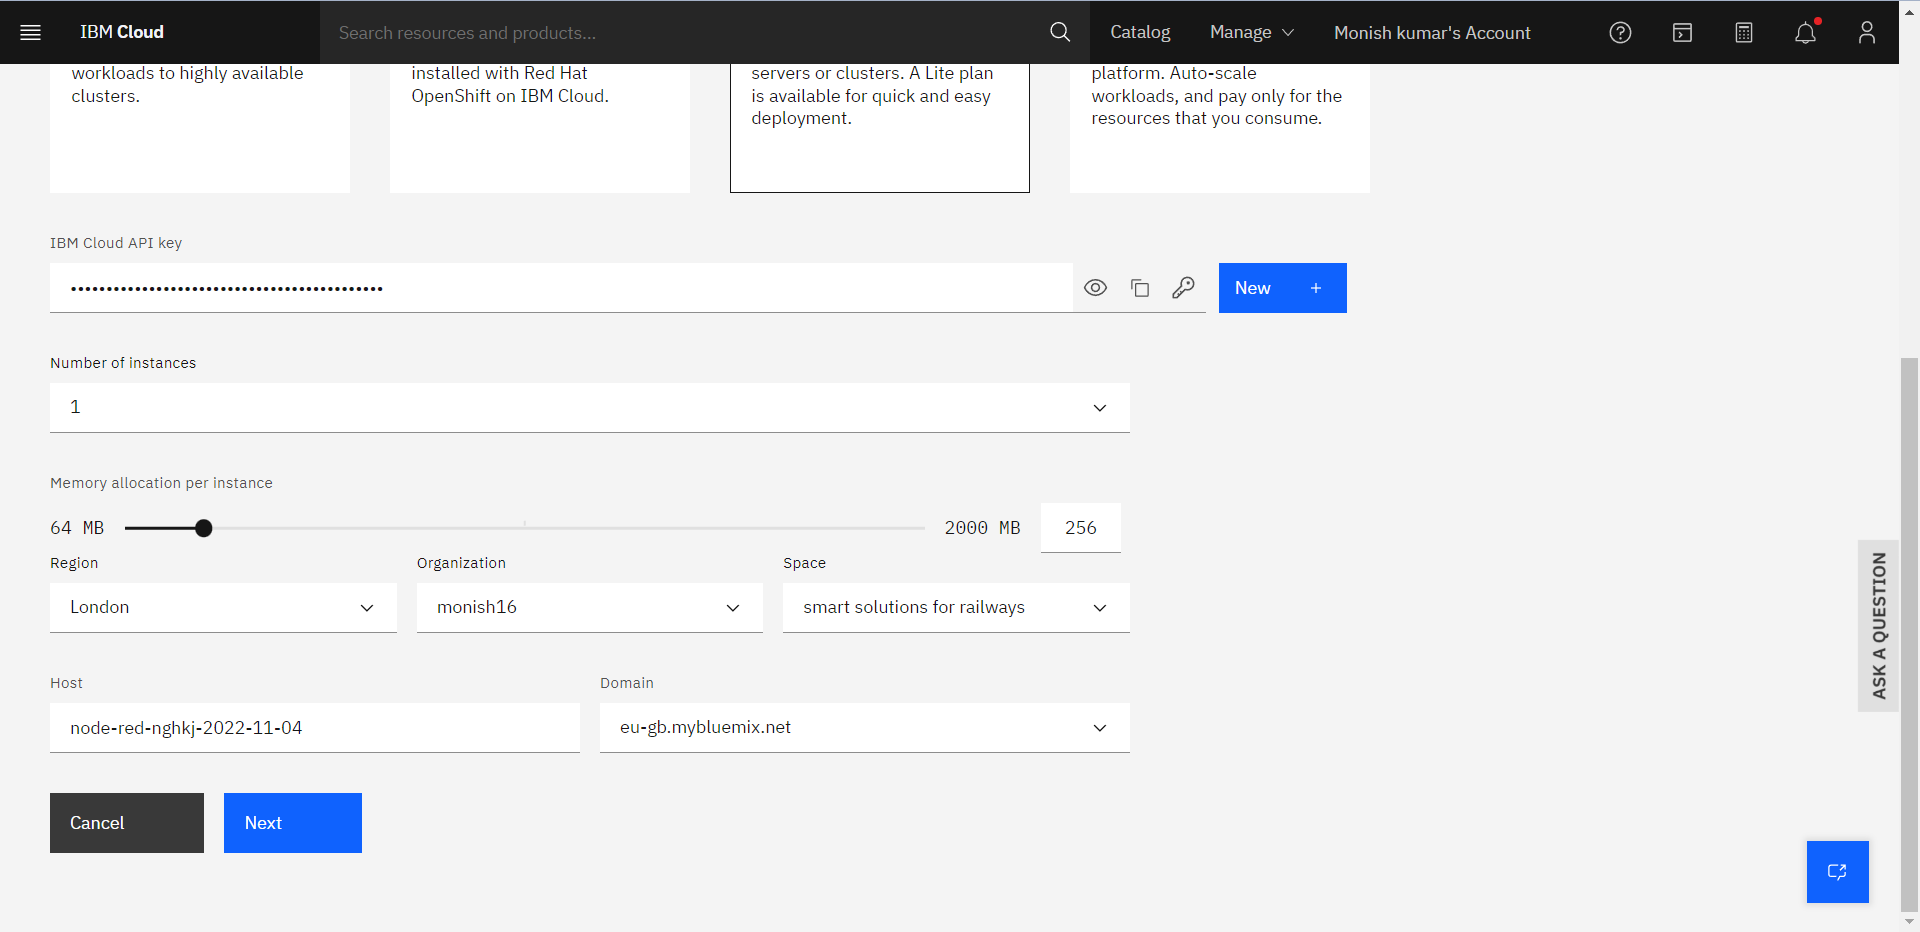 IBM Cloud
Search resources and products...
Catalog
Manage
Monish kumar's Account
workloads to highly available
clusters.
installed with Red Hat
OpenShift on IBM Cloud.
servers or clusters. A Lite plan
is available for quick and easy
deployment.
platform. Auto-scale
workloads, and pay only for the
resources that you consume.
IBM Cloud API key
••••••••••••••••••••••••••••••••••••••••••••
New +
Number of instances
1
Memory allocation per instance
64 MB
2000 MB
256
Region
Organization
Space
London
monish16
smart solutions for railways
Host
Domain
node-red-nghkj-2022-11-04
eu-gb.mybluemix.net
Cancel
Next
ASK A QUESTION